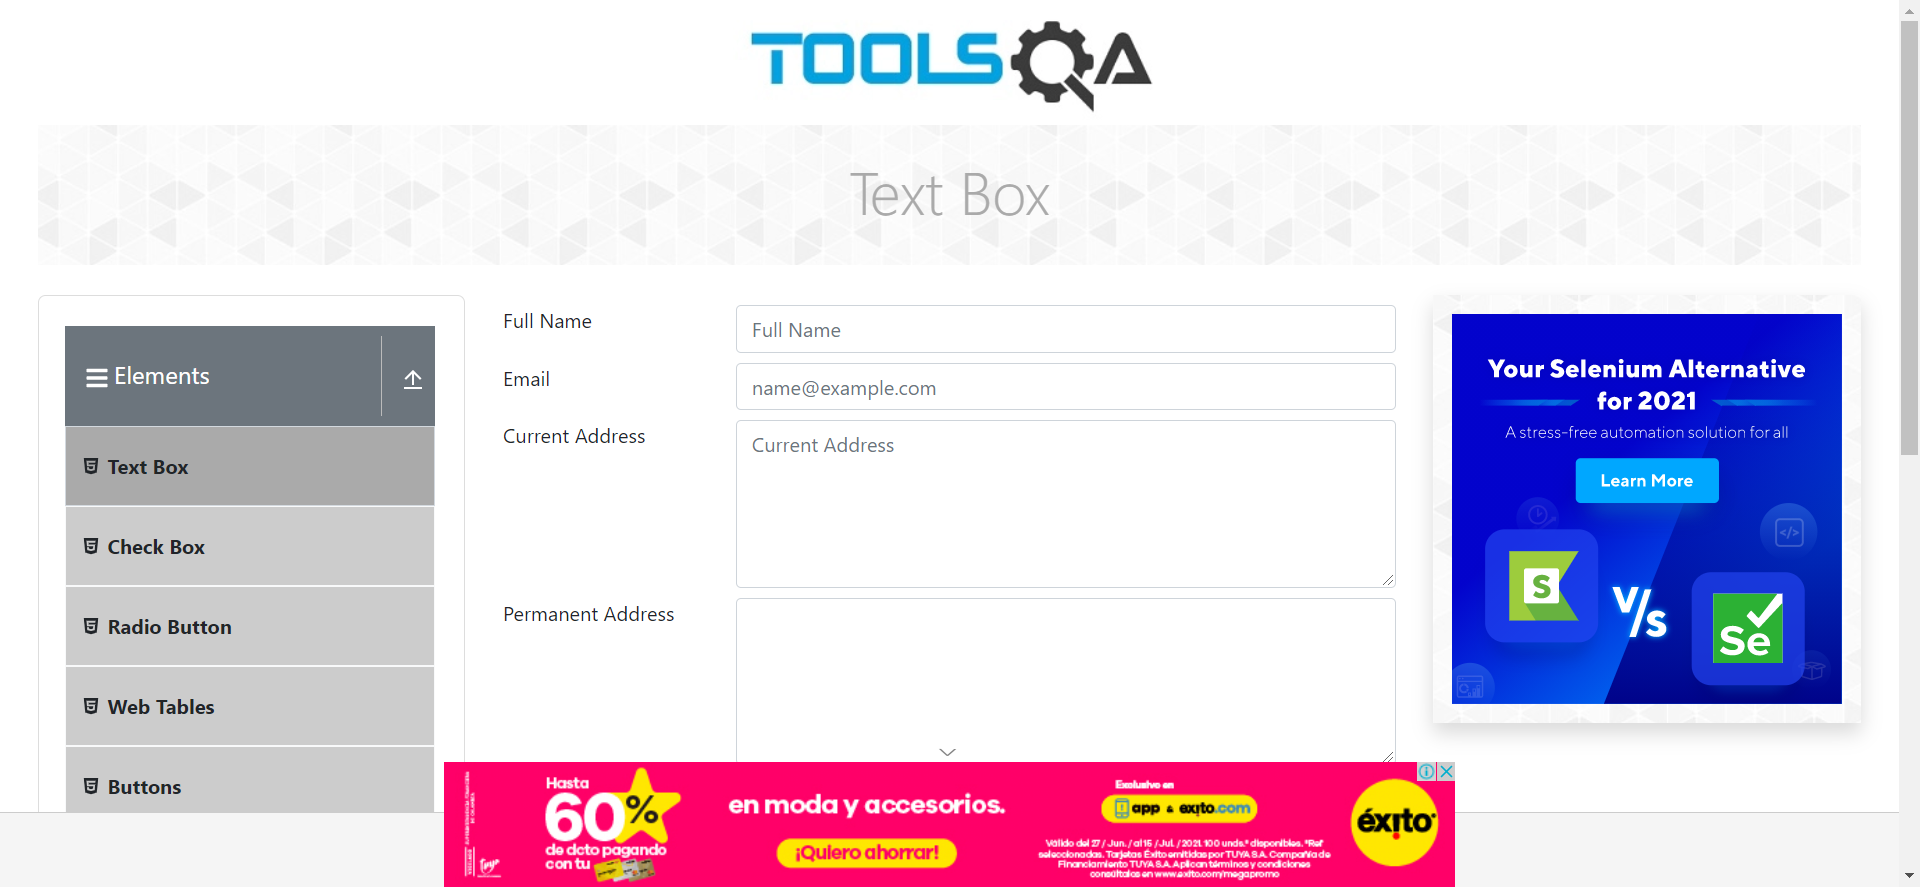 TOOLSQA
Text Box
Elements
Text Box
Check Box
Radio Button
Web Tables
Buttons
Full Name
Full Name
Email
name@example.com
Current Address
Current Address
Permanent Address
Your Selenium Alternative
for 2021
A stress-free automation solution for all
Learn More
S
V/S
Se
Hasta
60%
de dcto pagando
con tu
en moda y accesorios.
¡Quiero ahorrar!
Exclusivo en
app & exito.com
Válido del 27 / Jun. / al 15 / Jul. / 2021. 100 unds.* disponibles. *Ref
seleccionadas. Tarjetas Éxito emitidas por TUYA S.A. Compañía de
Financiamiento TUYA S.A. Aplican términos y condiciones
consúltalos en www.exito.com/megapromo
éxito
tuya